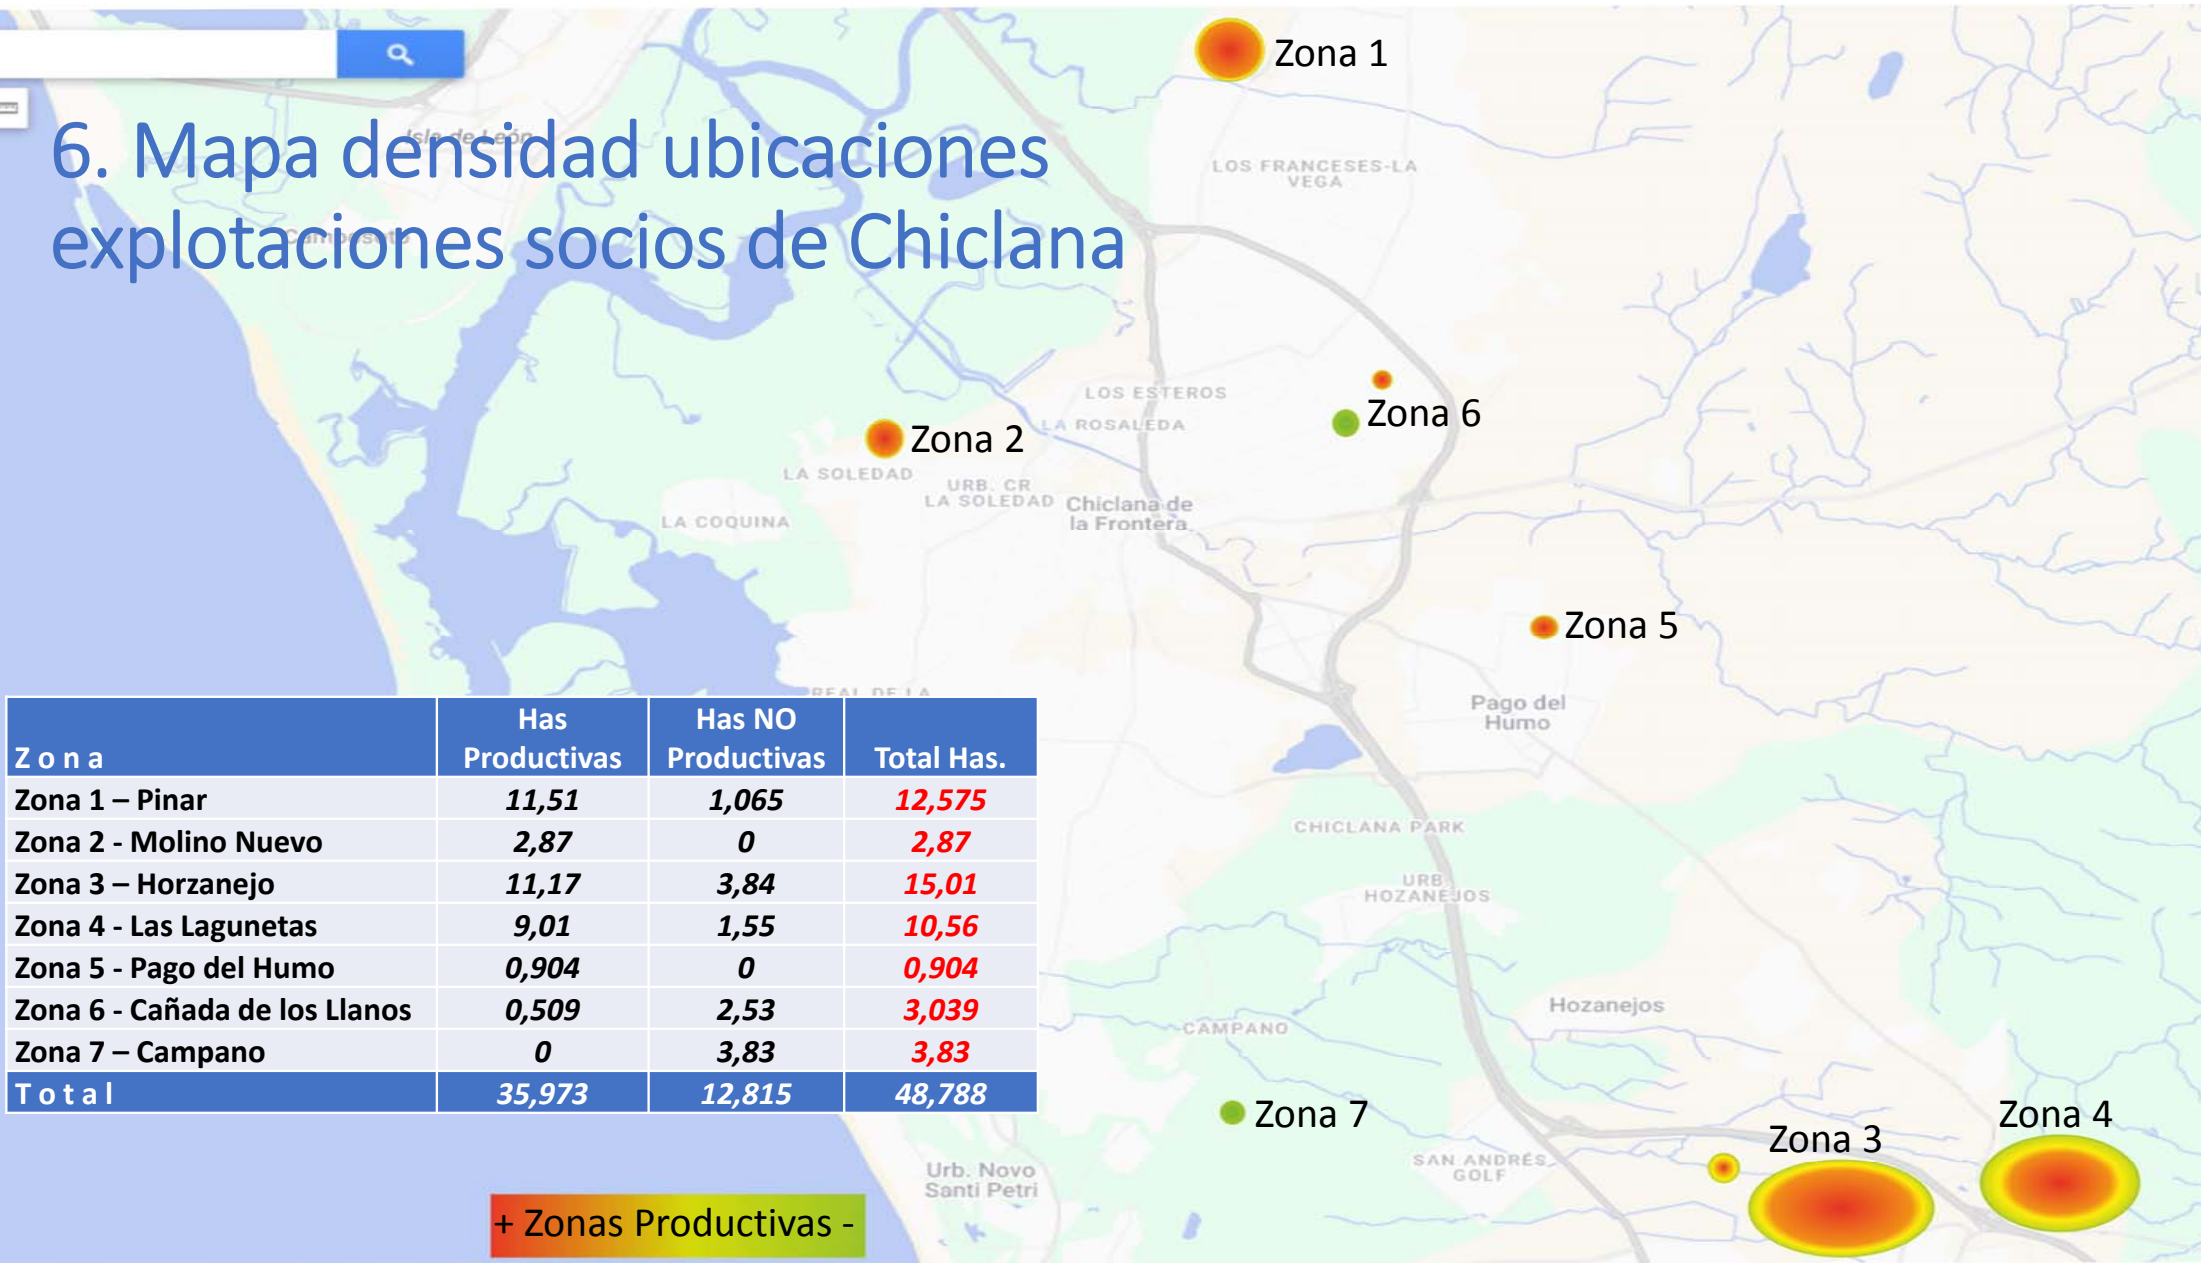 Zona 1
Isla de León
6. Mapa densidad ubicaciones
explotaciones socios de Chiclana
Camposoto
LOS FRANCESES-LA
VEGA
LOS ESTEROS
LA ROSALEDA
Zona 6
Zona 2
LA SOLEDAD
URB. CR
LA SOLEDAD
Chiclana de
la Frontera
LA COQUINA
Zona 5
REAL DE LA
Pago del
Humo
Zona | Has Productivas | Has NO Productivas | Total Has.
Zona 1 – Pinar 11,51 1,065 12,575
Zona 2 - Molino Nuevo 2,87 0 2,87
Zona 3 – Horzanejo 11,17 3,84 15,01
Zona 4 - Las Lagunetas 9,01 1,55 10,56
Zona 5 - Pago del Humo 0,904 0 0,904
Zona 6 - Cañada de los Llanos 0,509 2,53 3,039
Zona 7 – Campano 0 3,83 3,83
Total 35,973 12,815 48,788
CHICLANA PARK
URB.
HOZANEJOS
Hozanejos
CAMPANO
Zona 7
Zona 3
Zona 4
SAN ANDRÉS
GOLF
Urb. Novo
Santi Petri
+ Zonas Productivas -